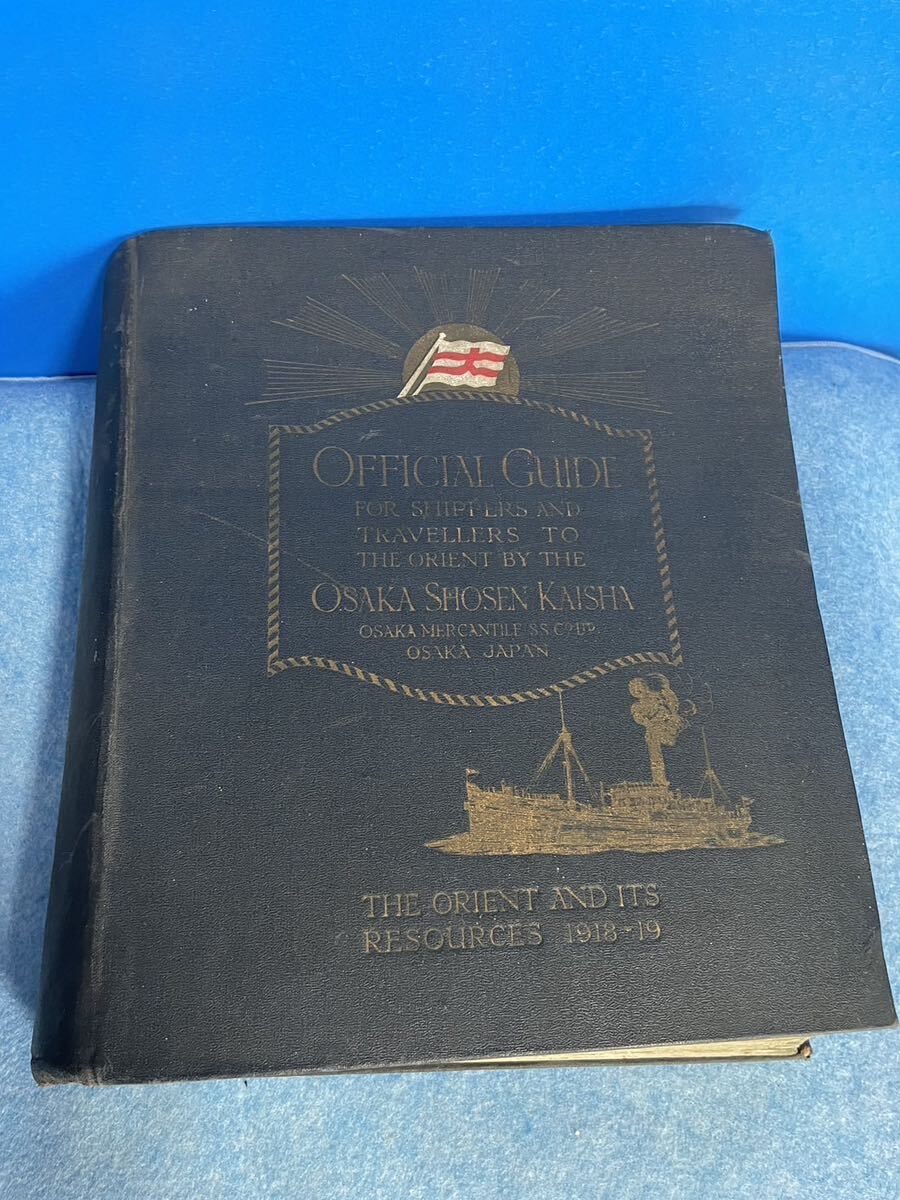 大
OFFICIAL GUIDE
FOR SHIPPERS AND
TRAVELLERS TO
THE ORIENT BY THE
OSAKA SHOSEN KAISHA
OSAKA MERCANTILE S.S. CO LTD.
OSAKA JAPAN
THE ORIENT AND ITS
RESOURCES 1918-19